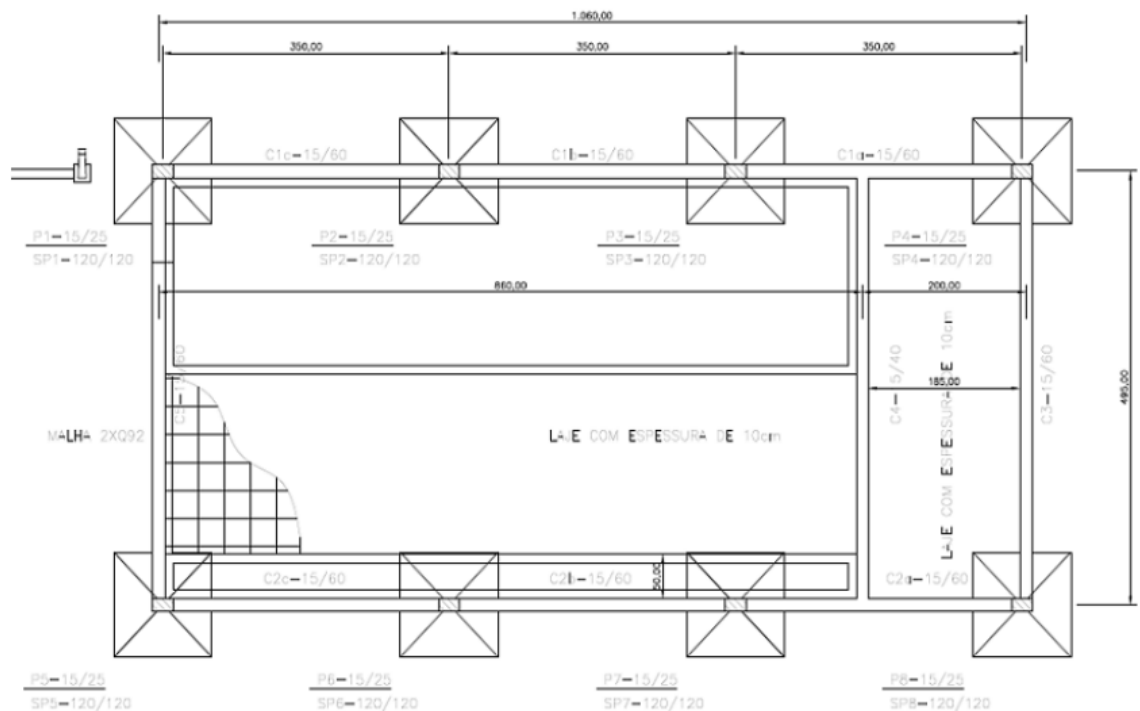 1.060,00
350,00
350,00
350,00
C1c-15/60
C1b-15/60
C1a-15/60
P1-15/25
SP1-120/120
P2-15/25
SP2-120/120
P3-15/25
SP3-120/120
P4-15/25
SP4-120/120
860,00
200,00
C5-15/60
C4-15/40
LAJE COM ESPESSURA DE 10cm
C3-15/60
185,00
495,00
MALHA 2XQ92
LAJE COM ESPESSURA DE 10cm
C2c-15/60
C2b-15/60
50,00
C2a-15/60
P5-15/25
SP5-120/120
P6-15/25
SP6-120/120
P7-15/25
SP7-120/120
P8-15/25
SP8-120/120